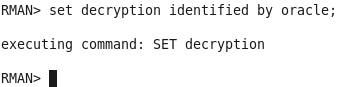 RMAN> set decryption identified by oracle;
executing command: SET decryption
RMAN>